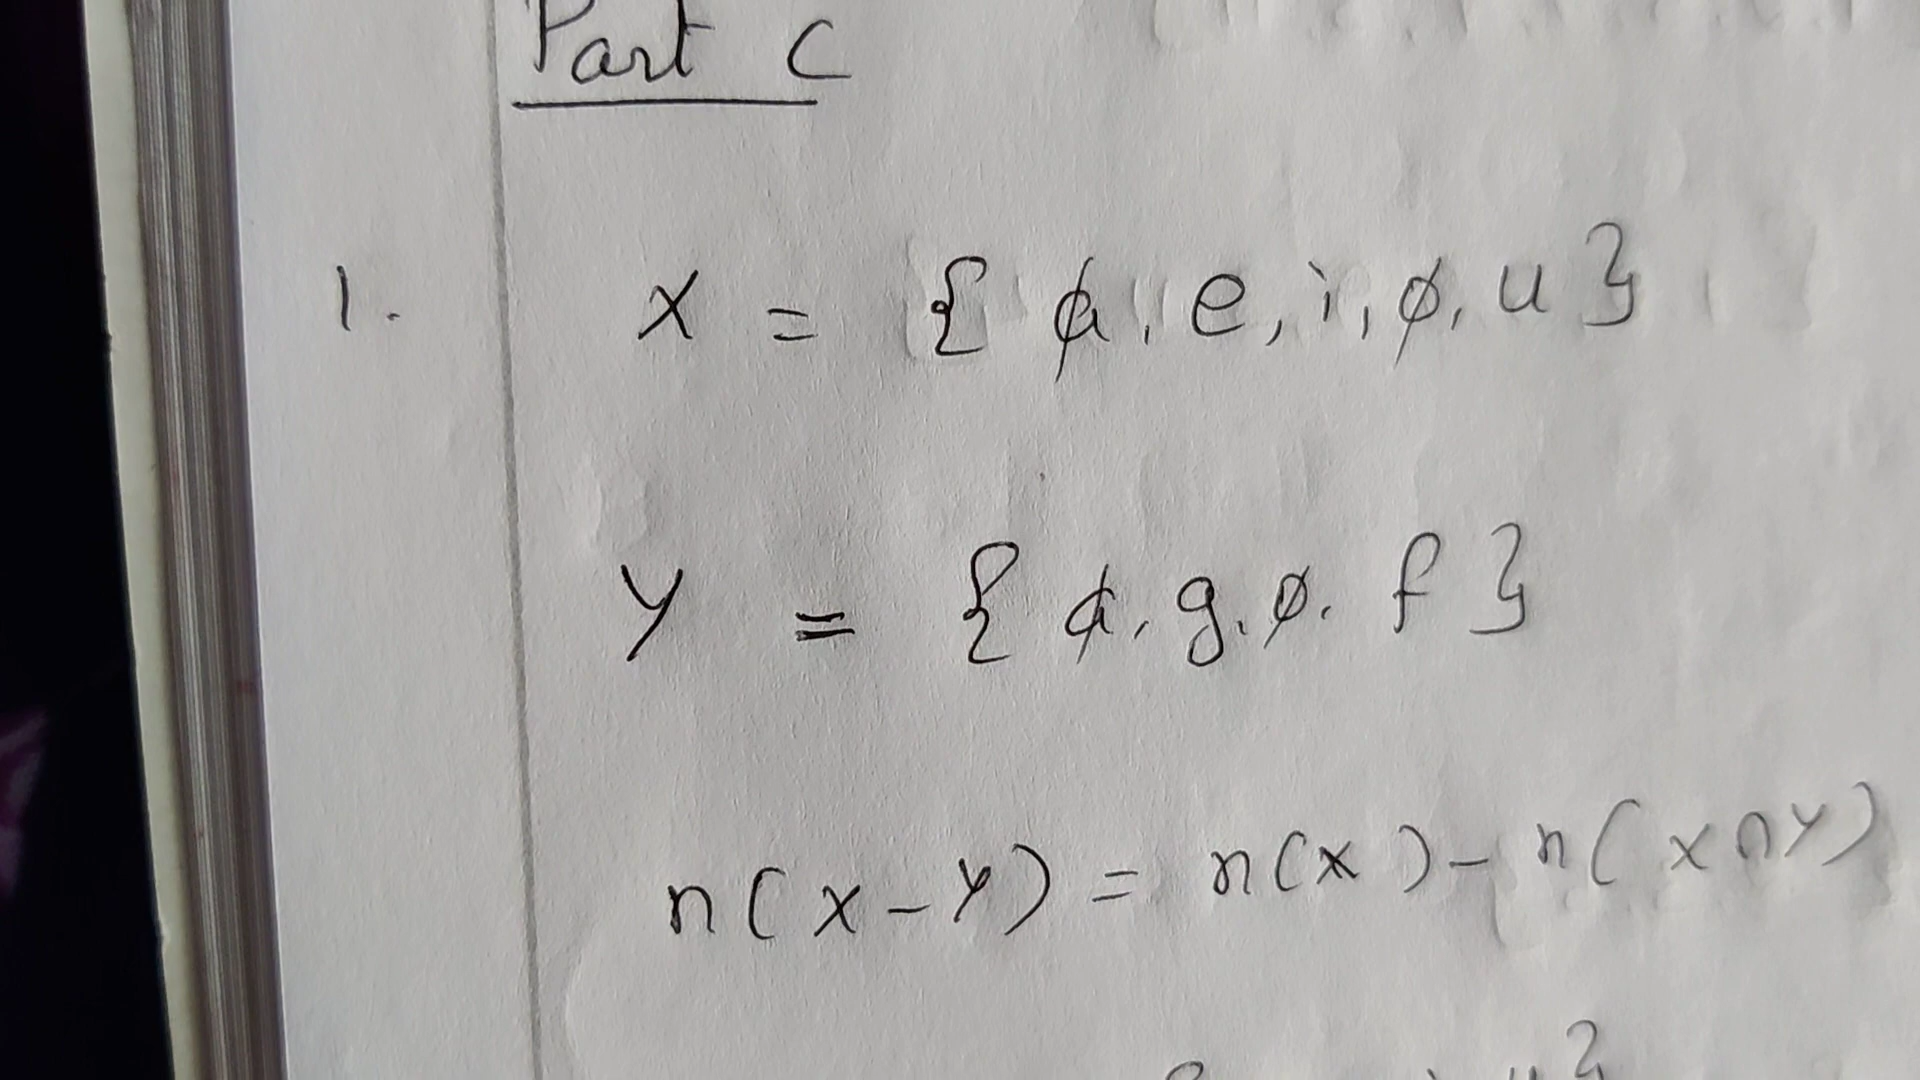 Part C
1. X = { a, e, i, o, u }
Y = { a, g, o, f }
n(X-Y) = n(X) - n(X∩Y)